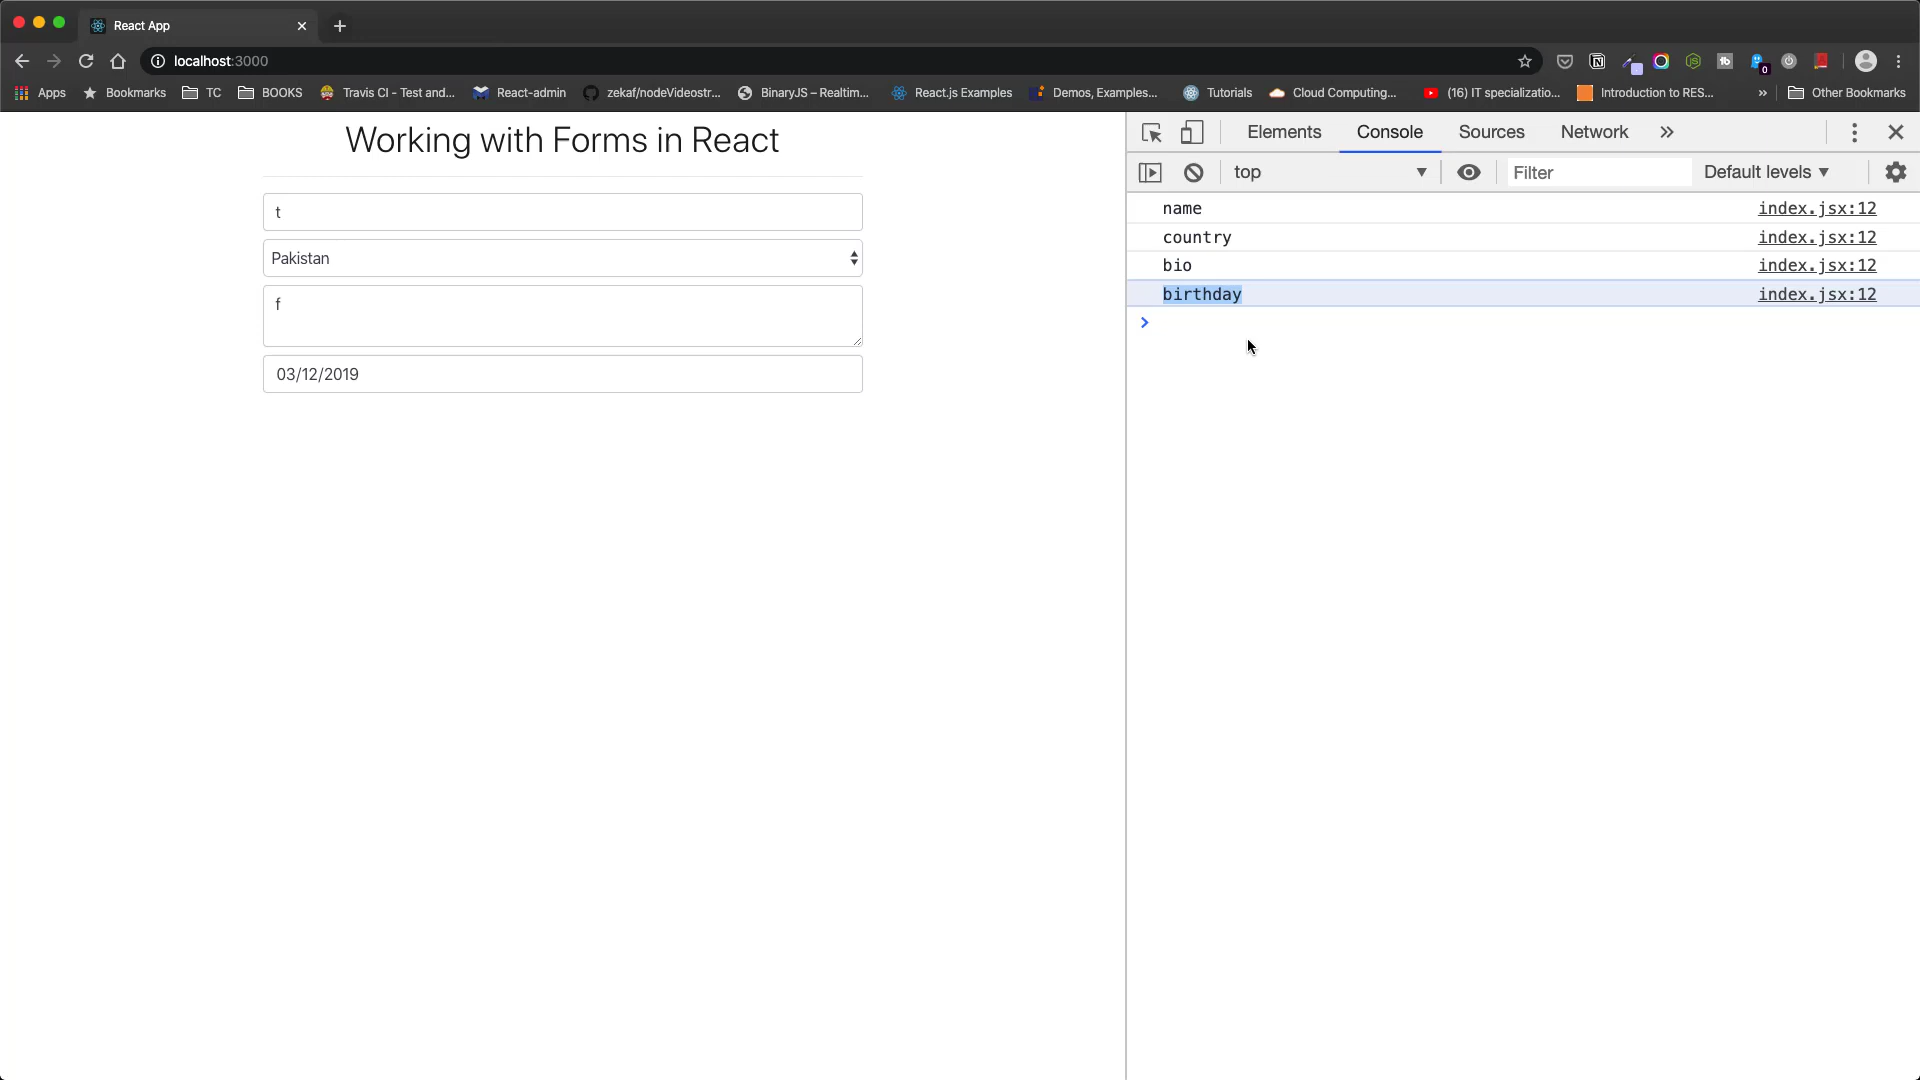 React App
localhost:3000
Apps Bookmarks TC BOOKS Travis CI - Test and... React-admin zekaf/nodeVideostr... BinaryJS – Realtim... React.js Examples Demos, Examples... Tutorials Cloud Computing... (16) IT specializatio... Introduction to RES... » Other Bookmarks
Working with Forms in React
t
Pakistan
f
03/12/2019
Elements Console Sources Network »
top Filter Default levels
name index.jsx:12
country index.jsx:12
bio index.jsx:12
birthday index.jsx:12